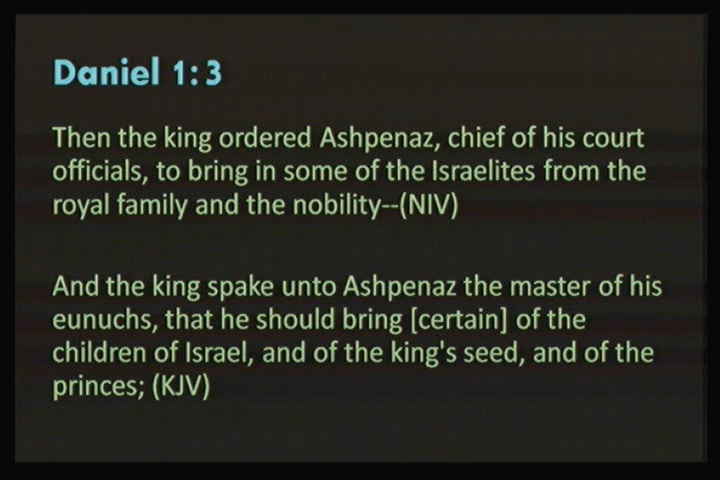 Daniel 1:3
Then the king ordered Ashpenaz, chief of his court
officials, to bring in some of the Israelites from the
royal family and the nobility--(NIV)
And the king spake unto Ashpenaz the master of his
eunuchs, that he should bring [certain] of the
children of Israel, and of the king's seed, and of the
princes; (KJV)